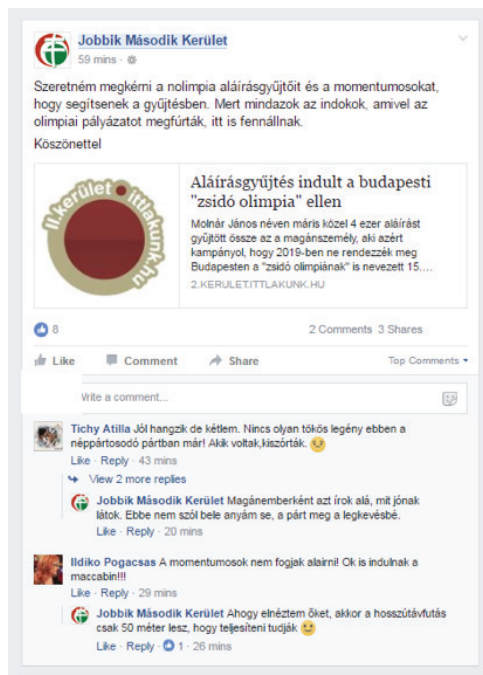 Jobbik Második Kerület
59 mins
Szeretném megkérni a nolimpia aláírásgyűjtőit és a momentumosokat,
hogy segítsenek a gyűjtésben. Mert mindazok az indokok, amivel az
olimpiai pályázatot megfúrták, itt is fennállnak.
Köszönettel
II.kerület ittlakunk.hu
Aláírásgyűjtés indult a budapesti
"zsidó olimpia" ellen
Molnár János néven máris közel 4 ezer aláírást
gyűjtött össze az a magánszemély, aki azért
kampányol, hogy 2019-ben ne rendezzék meg
Budapesten a "zsidó olimpiának" is nevezett 15....
2.KERULET.ITTLAKUNK.HU
8
2 Comments 3 Shares
Like Comment Share Top Comments
Write a comment...
Tichy Atilla Jól hangzik de kétlem. Nincs olyan tökös legény ebben a
néppártosodó pártban már! Akik voltak,kiszórták.
Like · Reply · 43 mins
View 2 more replies
Jobbik Második Kerület Magánemberként azt írok alá, mit jónak
látok. Ebbe nem szól bele anyám se, a párt meg a legkevésbé.
Like · Reply · 20 mins
Ildiko Pogacsas A momentumosok nem fogjak alairni! Ok is indulnak a
maccabin!!!
Like · Reply · 29 mins
Jobbik Második Kerület Ahogy elnéztem őket, akkor a hosszútávfutás
csak 50 méter lesz, hogy teljesíteni tudják
Like · Reply · 1 · 26 mins